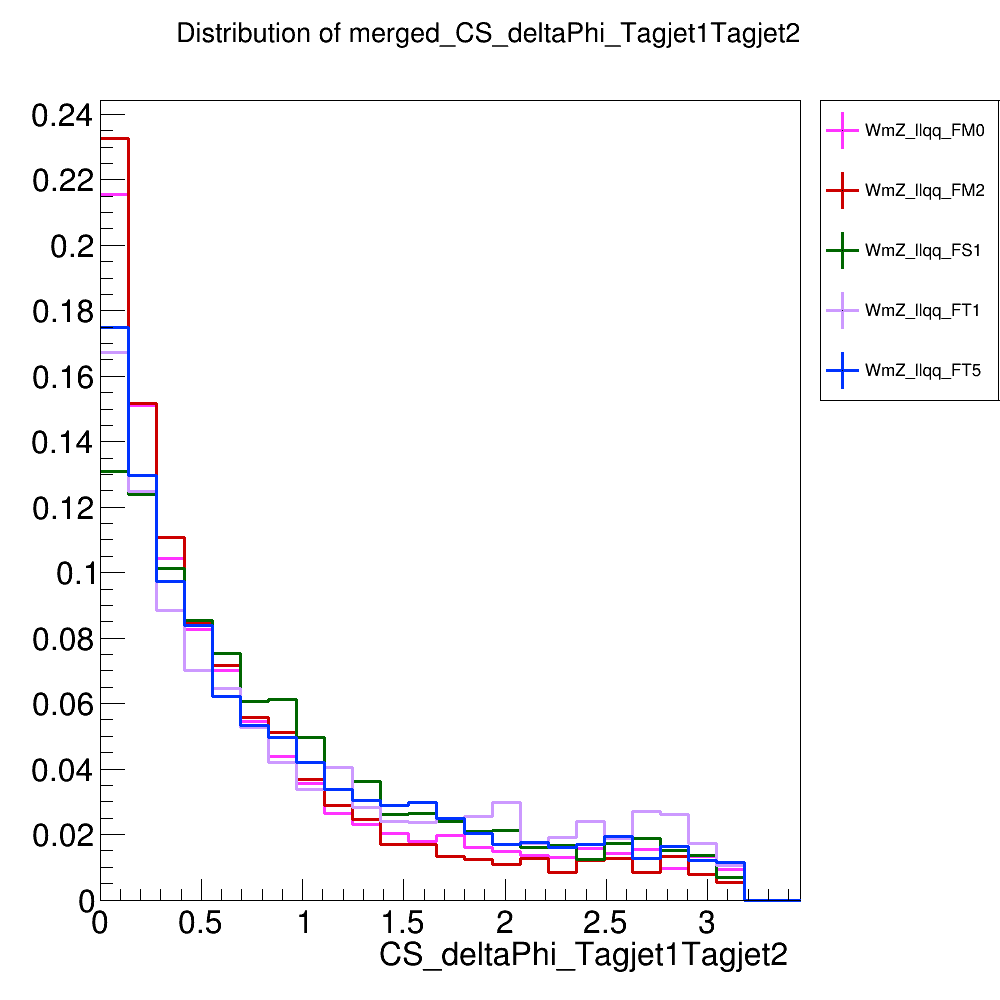 Distribution of merged_CS_deltaPhi_Tagjet1Tagjet2
0.24
0.22
0.2
0.18
0.16
0.14
0.12
0.1
0.08
0.06
0.04
0.02
0
0 0.5 1 1.5 2 2.5 3
CS_deltaPhi_Tagjet1Tagjet2
WmZ_llqq_FM0
WmZ_llqq_FM2
WmZ_llqq_FS1
WmZ_llqq_FT1
WmZ_llqq_FT5